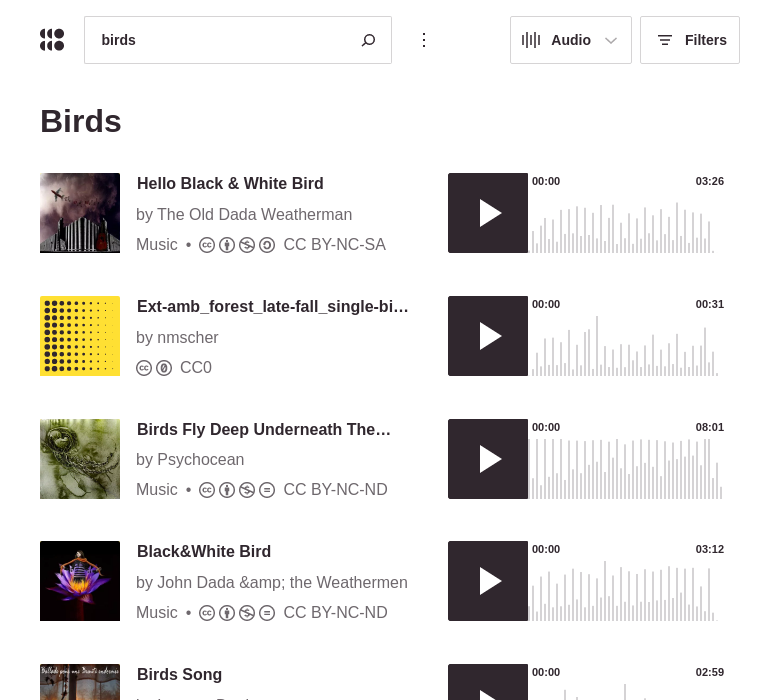 birds
Audio
Filters
Birds
Hello Black & White Bird
by The Old Dada Weatherman
Music • CC BY-NC-SA
00:00 03:26
Ext-amb_forest_late-fall_single-bi…
by nmscher
CC0
00:00 00:31
Birds Fly Deep Underneath The…
by Psychocean
Music • CC BY-NC-ND
00:00 08:01
Black&White Bird
by John Dada &amp; the Weathermen
Music • CC BY-NC-ND
00:00 03:12
Birds Song
00:00 02:59